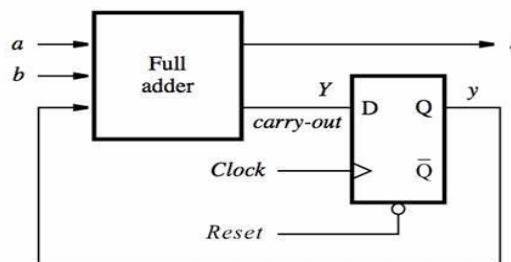 a
b
Full
adder
Y
carry-out
D
Q
y
Clock
Q̅
Reset